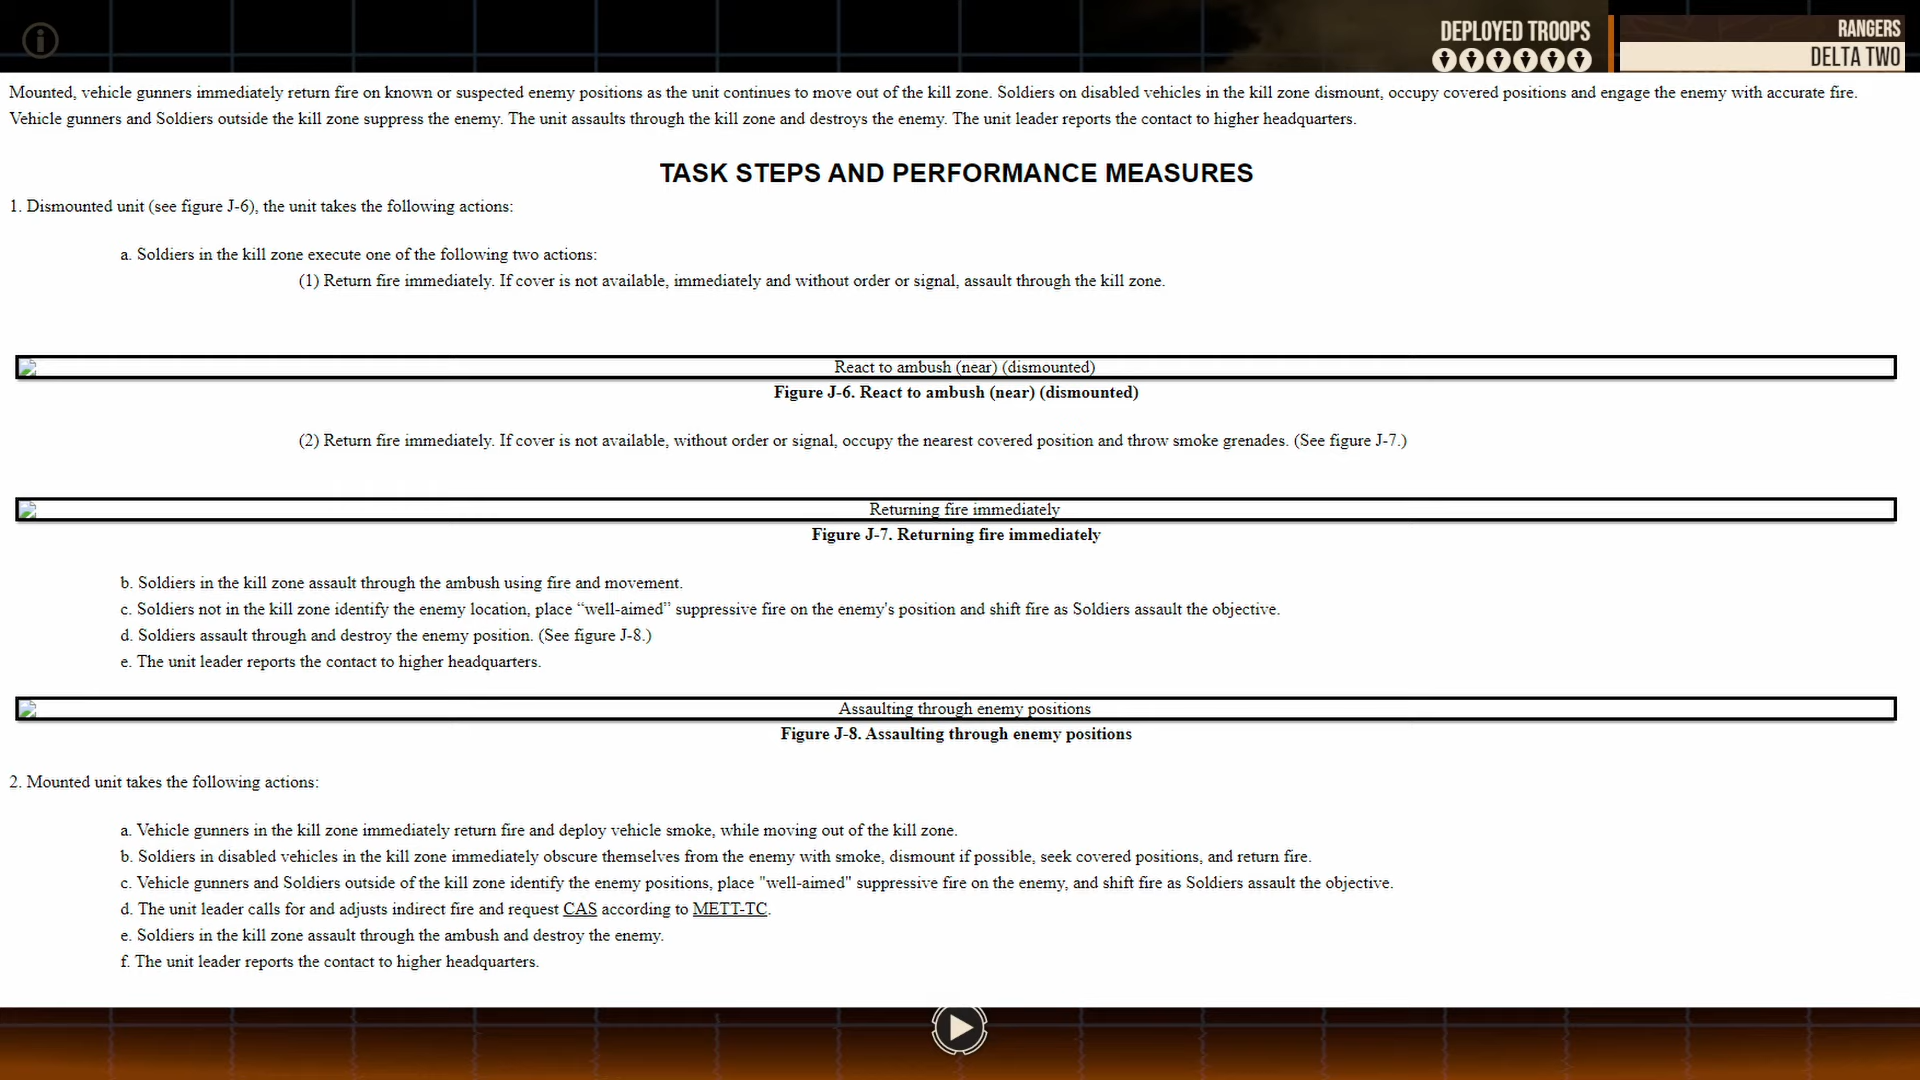 DEPLOYED TROOPS
RANGERS
DELTA TWO
Mounted, vehicle gunners immediately return fire on known or suspected enemy positions as the unit continues to move out of the kill zone. Soldiers on disabled vehicles in the kill zone dismount, occupy covered positions and engage the enemy with accurate fire.
Vehicle gunners and Soldiers outside the kill zone suppress the enemy. The unit assaults through the kill zone and destroys the enemy. The unit leader reports the contact to higher headquarters.
TASK STEPS AND PERFORMANCE MEASURES
1. Dismounted unit (see figure J-6), the unit takes the following actions:
a. Soldiers in the kill zone execute one of the following two actions:
(1) Return fire immediately. If cover is not available, immediately and without order or signal, assault through the kill zone.
React to ambush (near) (dismounted)
Figure J-6. React to ambush (near) (dismounted)
(2) Return fire immediately. If cover is not available, without order or signal, occupy the nearest covered position and throw smoke grenades. (See figure J-7.)
Returning fire immediately
Figure J-7. Returning fire immediately
b. Soldiers in the kill zone assault through the ambush using fire and movement.
c. Soldiers not in the kill zone identify the enemy location, place “well-aimed” suppressive fire on the enemy's position and shift fire as Soldiers assault the objective.
d. Soldiers assault through and destroy the enemy position. (See figure J-8.)
e. The unit leader reports the contact to higher headquarters.
Assaulting through enemy positions
Figure J-8. Assaulting through enemy positions
2. Mounted unit takes the following actions:
a. Vehicle gunners in the kill zone immediately return fire and deploy vehicle smoke, while moving out of the kill zone.
b. Soldiers in disabled vehicles in the kill zone immediately obscure themselves from the enemy with smoke, dismount if possible, seek covered positions, and return fire.
c. Vehicle gunners and Soldiers outside of the kill zone identify the enemy positions, place "well-aimed" suppressive fire on the enemy, and shift fire as Soldiers assault the objective.
d. The unit leader calls for and adjusts indirect fire and request CAS according to METT-TC.
e. Soldiers in the kill zone assault through the ambush and destroy the enemy.
f. The unit leader reports the contact to higher headquarters.